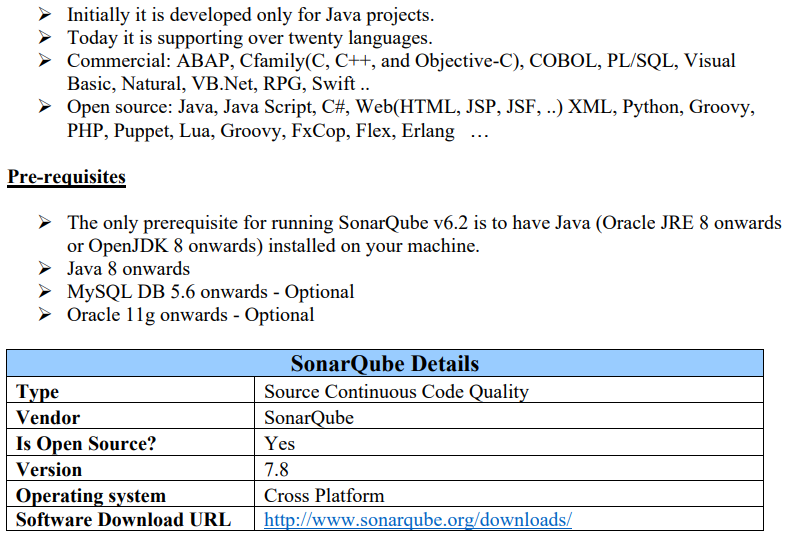 ➢ Initially it is developed only for Java projects.
➢ Today it is supporting over twenty languages.
➢ Commercial: ABAP, Cfamily(C, C++, and Objective-C), COBOL, PL/SQL, Visual
Basic, Natural, VB.Net, RPG, Swift ..
➢ Open source: Java, Java Script, C#, Web(HTML, JSP, JSF, ..) XML, Python, Groovy,
PHP, Puppet, Lua, Groovy, FxCop, Flex, Erlang …
Pre-requisites
➢ The only prerequisite for running SonarQube v6.2 is to have Java (Oracle JRE 8 onwards
or OpenJDK 8 onwards) installed on your machine.
➢ Java 8 onwards
➢ MySQL DB 5.6 onwards - Optional
➢ Oracle 11g onwards - Optional
SonarQube Details
Type Source Continuous Code Quality
Vendor SonarQube
Is Open Source? Yes
Version 7.8
Operating system Cross Platform
Software Download URL http://www.sonarqube.org/downloads/